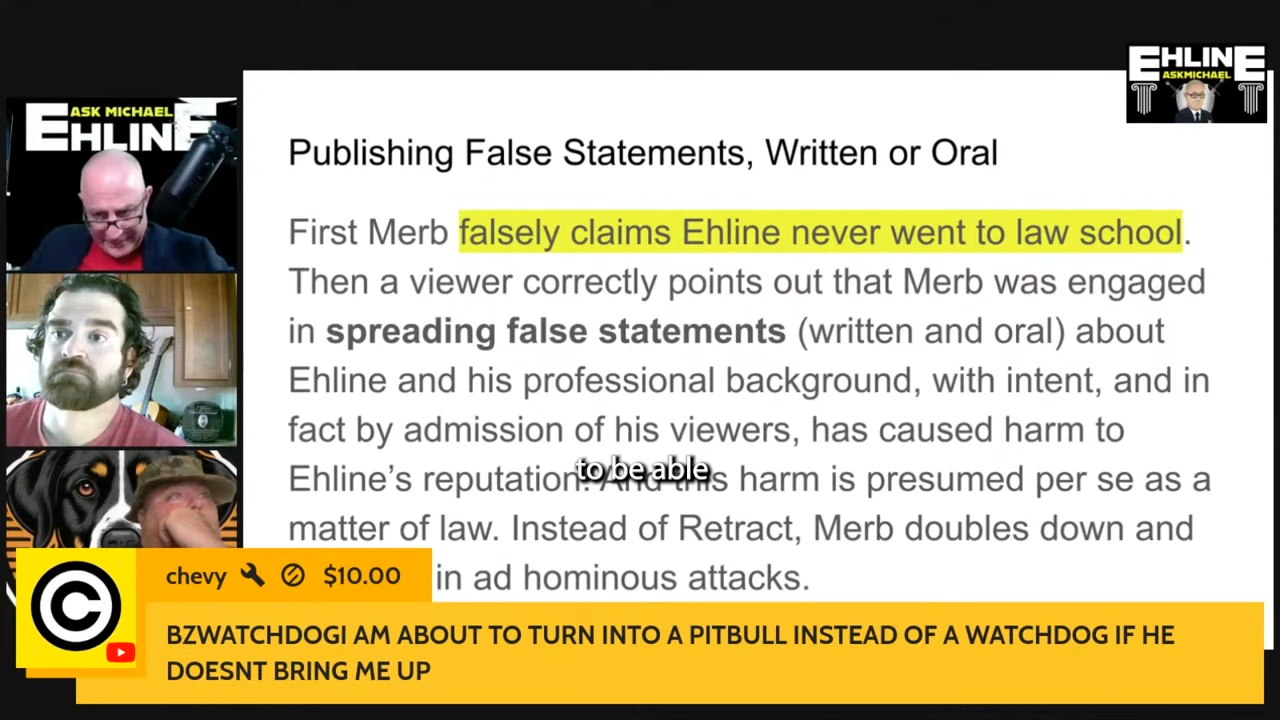 ASK MICHAEL
EHLINE
EHLINE
ASKMICHAEL
Publishing False Statements, Written or Oral
First Merb falsely claims Ehline never went to law school.
Then a viewer correctly points out that Merb was engaged
in spreading false statements (written and oral) about
Ehline and his professional background, with intent, and in
fact by admission of his viewers, has caused harm to
Ehline's reputation. And this harm is presumed per se as a
to be able
matter of law. Instead of Retract, Merb doubles down and
in ad hominous attacks.
chevy $10.00
BZWATCHDOGI AM ABOUT TO TURN INTO A PITBULL INSTEAD OF A WATCHDOG IF HE
DOESNT BRING ME UP